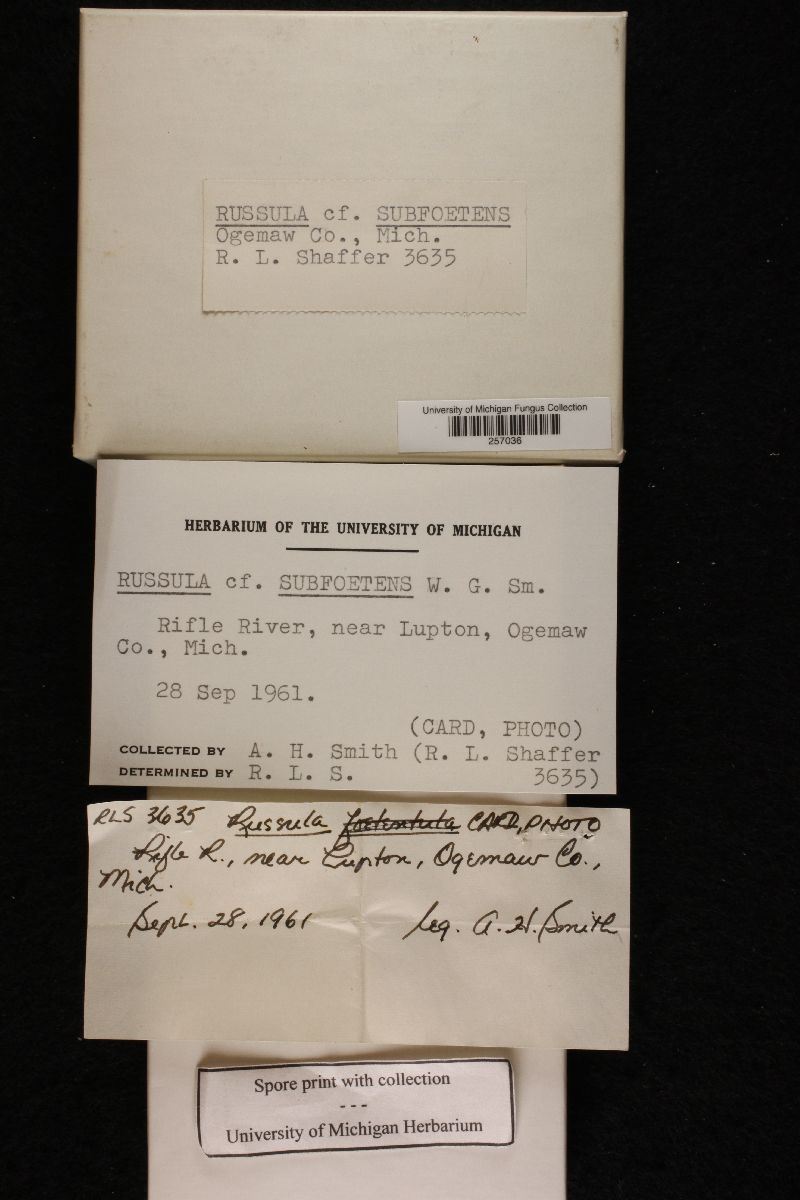 RUSSULA cf. SUBFOETENS
Ogemaw Co., Mich.
R. L. Shaffer 3635
University of Michigan Fungus Collection
257036
HERBARIUM OF THE UNIVERSITY OF MICHIGAN
RUSSULA cf. SUBFOETENS W. G. Sm.
Rifle River, near Lupton, Ogemaw
Co., Mich.
28 Sep 1961.
(CARD, PHOTO)
COLLECTED BY A. H. Smith (R. L. Shaffer
DETERMINED BY R. L. S. 3635)
RLS 3635 Russula foetentula CARD, PHOTO
Rifle R., near Lupton, Ogemaw Co.,
Mich.
Sept. 28, 1961 leg. A. H. Smith
Spore print with collection
---
University of Michigan Herbarium